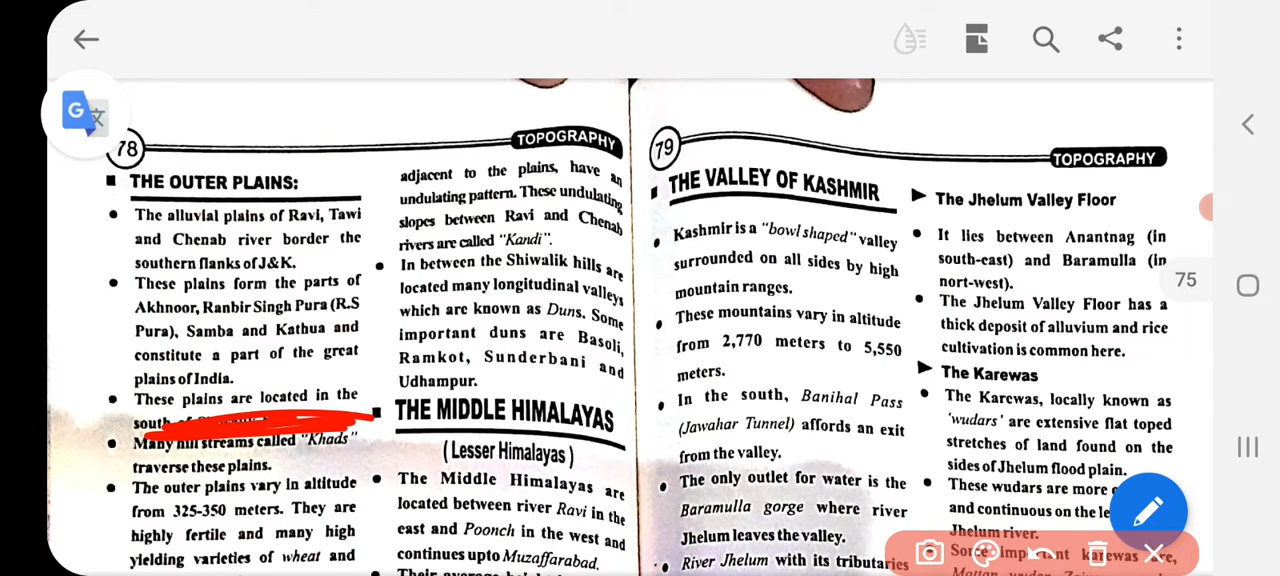 78
TOPOGRAPHY
■ THE OUTER PLAINS:
• The alluvial plains of Ravi, Tawi
and Chenab river border the
southern flanks of J&K.
• These plains form the parts of
Akhnoor, Ranbir Singh Pura (R.S
Pura), Samba and Kathua and
constitute a part of the great
plains of India.
• These plains are located in the
south of
• Many hill streams called "Khads"
traverse these plains.
• The outer plains vary in altitude
from 325-350 meters. They are
highly fertile and many high
yielding varieties of wheat and
adjacent to the plains, have an
undulating pattern. These undulating
slopes between Ravi and Chenab
rivers are called "Kandi".
• In between the Shiwalik hills are
located many longitudinal valleys
which are known as Duns. Some
important duns are Basoli,
Ramkot, Sunderbani and
Udhampur.
■ THE MIDDLE HIMALAYAS
(Lesser Himalayas)
• The Middle Himalayas are
located between river Ravi in the
east and Poonch in the west and
continues upto Muzaffarabad.
79
TOPOGRAPHY
■ THE VALLEY OF KASHMIR
• Kashmir is a "bowl shaped" valley
surrounded on all sides by high
mountain ranges.
• These mountains vary in altitude
from 2,770 meters to 5,550
meters.
• In the south, Banihal Pass
(Jawahar Tunnel) affords an exit
from the valley.
• The only outlet for water is the
Baramulla gorge where river
Jhelum leaves the valley.
• River Jhelum with its tributaries
► The Jhelum Valley Floor
• It lies between Anantnag (in
south-east) and Baramulla (in
nort-west).
• The Jhelum Valley Floor has a
thick deposit of alluvium and rice
cultivation is common here.
► The Karewas
• The Karewas, locally known as
'wudars' are extensive flat toped
stretches of land found on the
sides of Jhelum flood plain.
• These wudars are more
and continuous on the
Jhelum river.
• Some important karewas are,
75
G 文